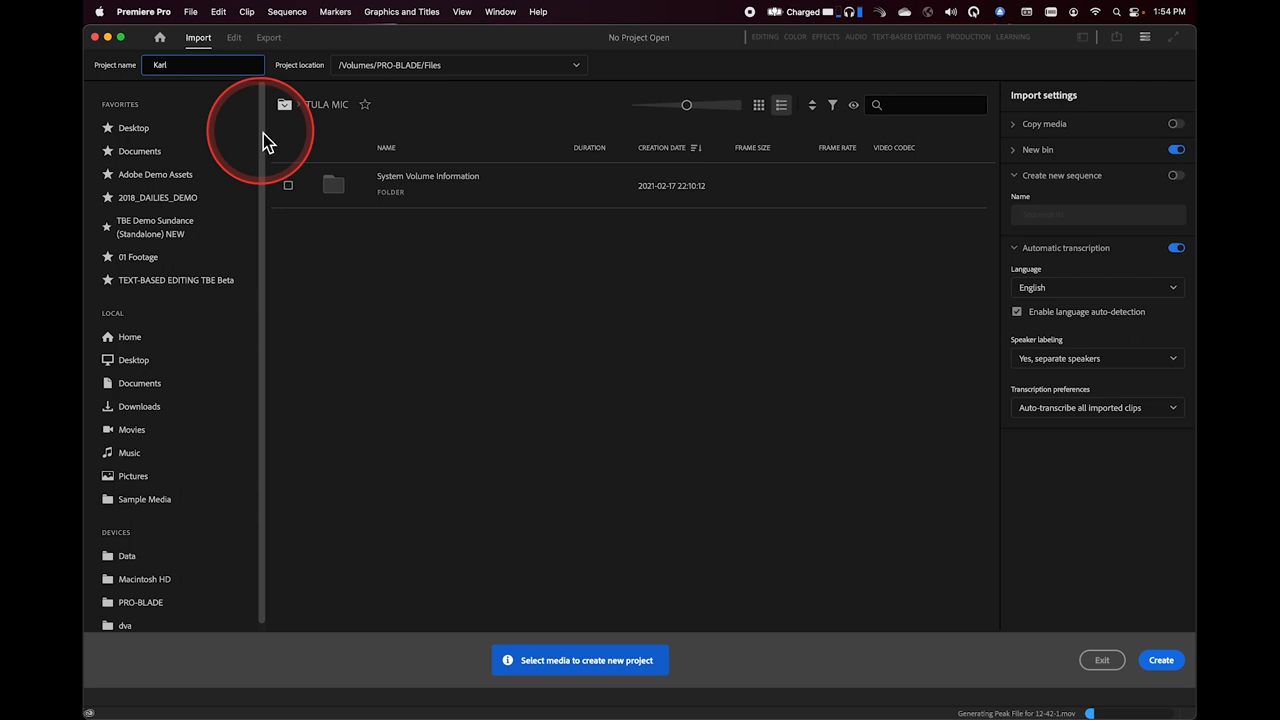 Premiere Pro File Edit Clip Sequence Markers Graphics and Titles View Window Help Charged 1:54 PM
Import Edit Export No Project Open EDITING COLOR EFFECTS AUDIO TEXT-BASED EDITING PRODUCTION LEARNING
Project name Karl Project location /Volumes/PRO-BLADE/Files
FAVORITES
Desktop
Documents
Adobe Demo Assets
2018_DAILIES_DEMO
TBE Demo Sundance
(Standalone) NEW
01 Footage
TEXT-BASED EDITING TBE Beta
LOCAL
Home
Desktop
Documents
Downloads
Movies
Music
Pictures
Sample Media
DEVICES
Data
Macintosh HD
PRO-BLADE
dva
TULA MIC
NAME DURATION CREATION DATE FRAME SIZE FRAME RATE VIDEO CODEC
System Volume Information
FOLDER
2021-02-17 22:10:12
Import settings
Copy media
New bin
Create new sequence
Name
Automatic transcription
Language
English
Enable language auto-detection
Speaker labeling
Yes, separate speakers
Transcription preferences
Auto-transcribe all imported clips
Select media to create new project
Exit Create
Generating Peak File for 12-42-1.mov